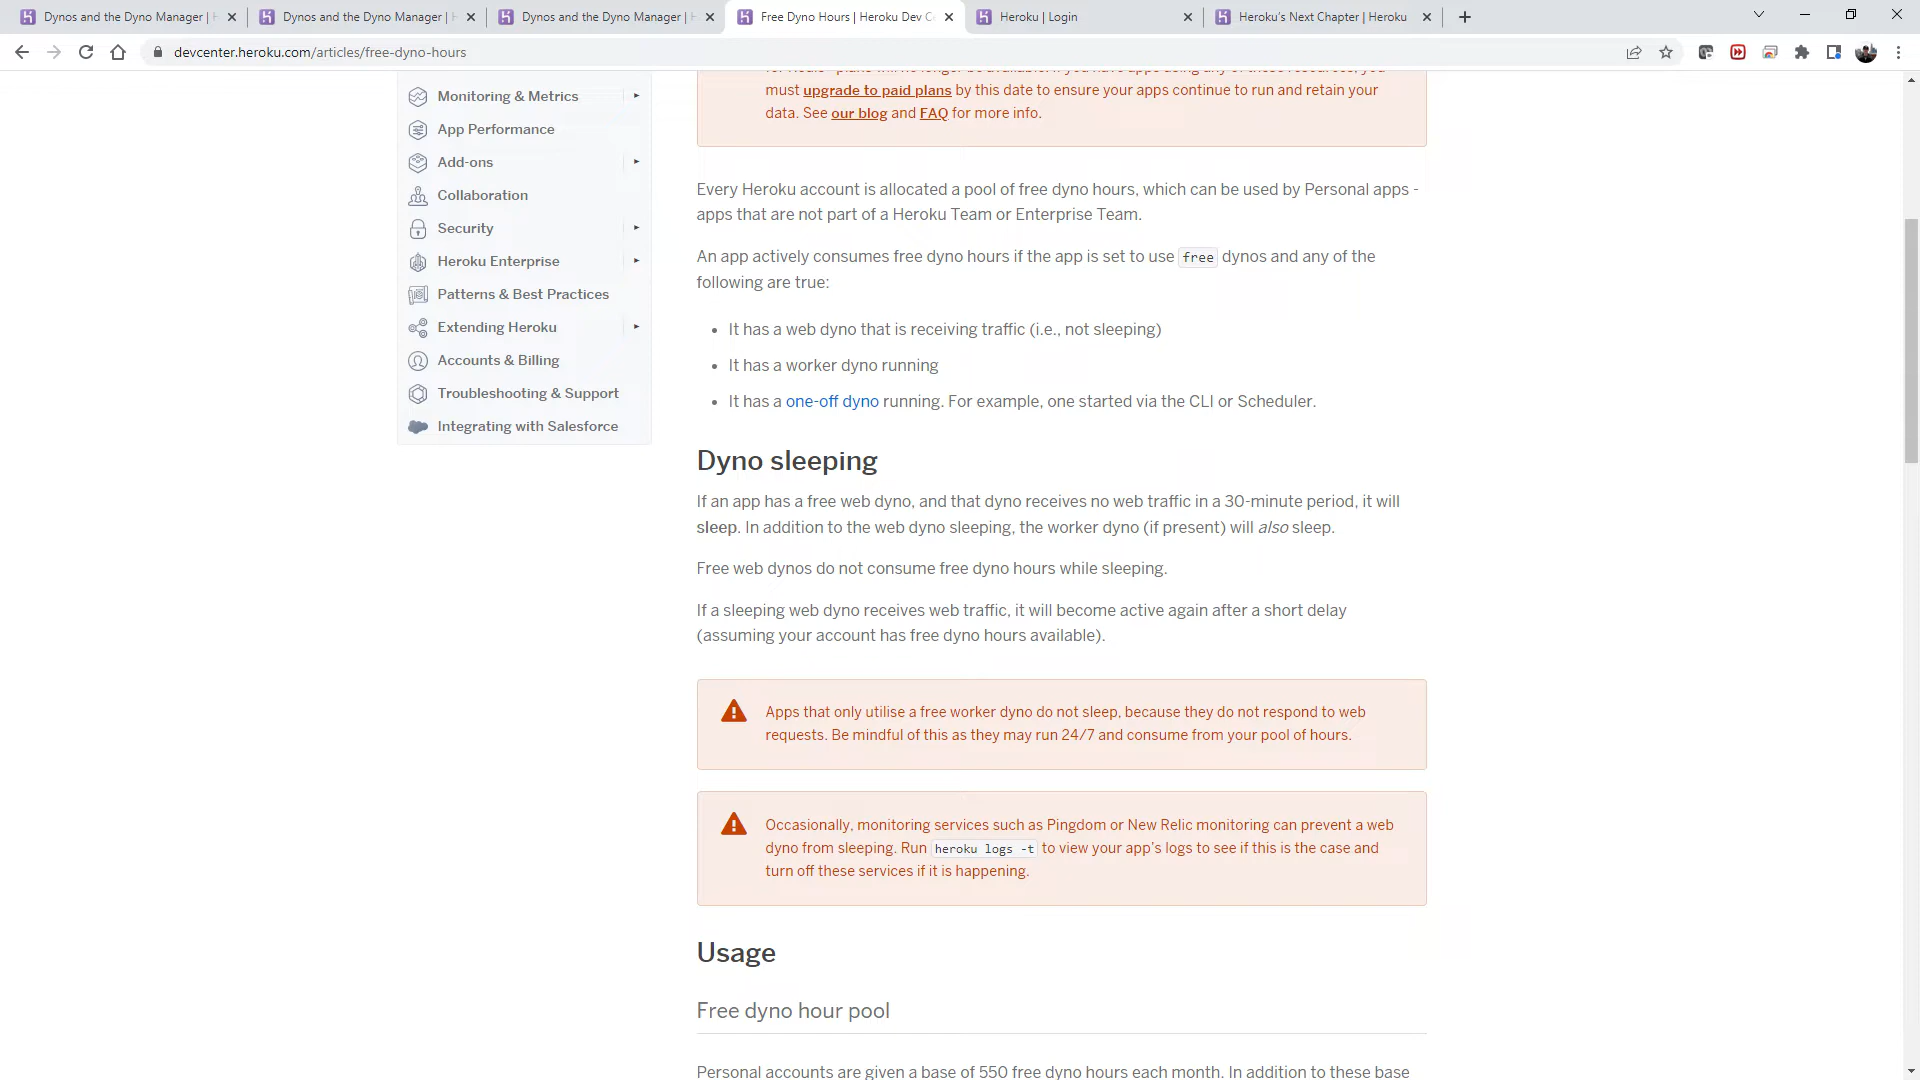 Dynos and the Dyno Manager | H
Dynos and the Dyno Manager | H
Dynos and the Dyno Manager | H
Free Dyno Hours | Heroku Dev C
Heroku | Login
Heroku's Next Chapter | Heroku
devcenter.heroku.com/articles/free-dyno-hours
Monitoring & Metrics
App Performance
Add-ons
Collaboration
Security
Heroku Enterprise
Patterns & Best Practices
Extending Heroku
Accounts & Billing
Troubleshooting & Support
Integrating with Salesforce
must upgrade to paid plans by this date to ensure your apps continue to run and retain your
data. See our blog and FAQ for more info.
Every Heroku account is allocated a pool of free dyno hours, which can be used by Personal apps -
apps that are not part of a Heroku Team or Enterprise Team.
An app actively consumes free dyno hours if the app is set to use free dynos and any of the
following are true:
• It has a web dyno that is receiving traffic (i.e., not sleeping)
• It has a worker dyno running
• It has a one-off dyno running. For example, one started via the CLI or Scheduler.
Dyno sleeping
If an app has a free web dyno, and that dyno receives no web traffic in a 30-minute period, it will
sleep. In addition to the web dyno sleeping, the worker dyno (if present) will also sleep.
Free web dynos do not consume free dyno hours while sleeping.
If a sleeping web dyno receives web traffic, it will become active again after a short delay
(assuming your account has free dyno hours available).
Apps that only utilise a free worker dyno do not sleep, because they do not respond to web
requests. Be mindful of this as they may run 24/7 and consume from your pool of hours.
Occasionally, monitoring services such as Pingdom or New Relic monitoring can prevent a web
dyno from sleeping. Run heroku logs -t to view your app's logs to see if this is the case and
turn off these services if it is happening.
Usage
Free dyno hour pool
Personal accounts are given a base of 550 free dyno hours each month. In addition to these base